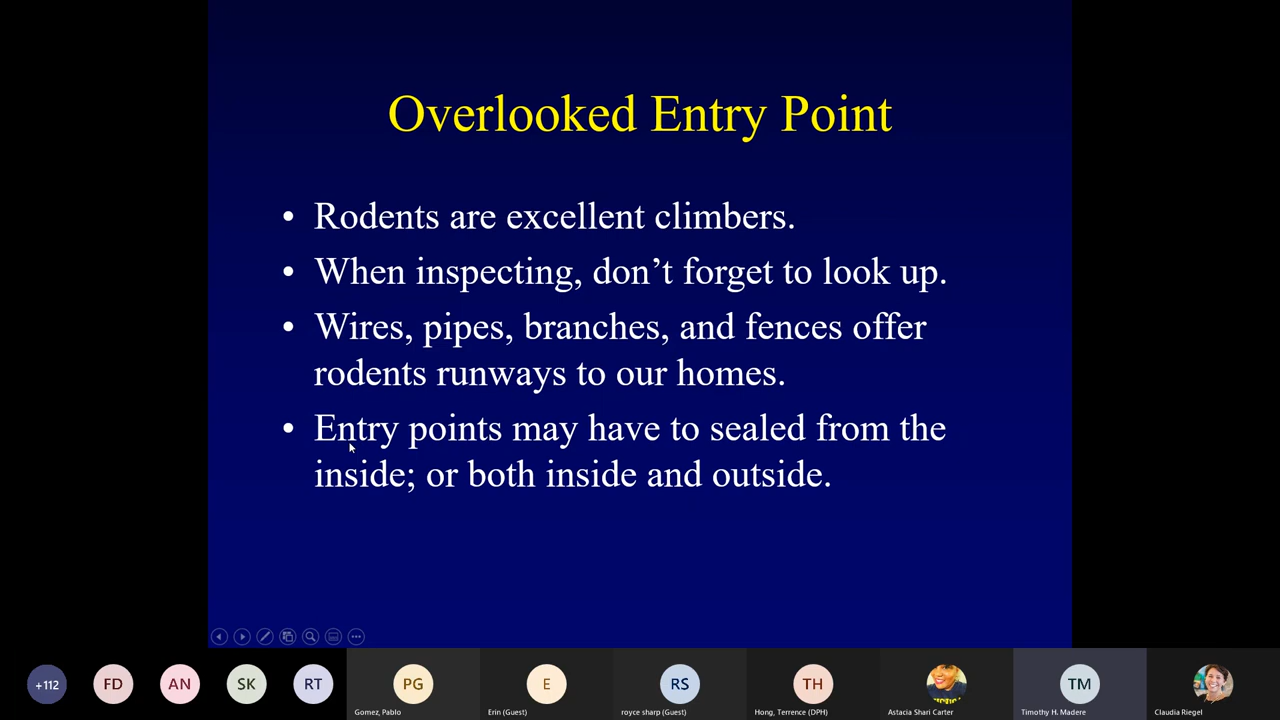 Overlooked Entry Point
• Rodents are excellent climbers.
• When inspecting, don’t forget to look up.
• Wires, pipes, branches, and fences offer
rodents runways to our homes.
• Entry points may have to sealed from the
inside; or both inside and outside.
+112 FD AN SK RT PG E RS TH TM
Gomez, Pablo Erin (Guest) royce sharp (Guest) Hong, Terrence (DPH) Astacia Shari Carter Timothy H. Madere Claudia Riegel